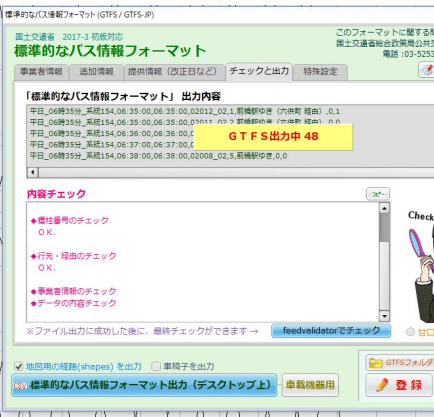 標準的なバス情報フォーマット (GTFS / GTFS-JP)
国土交通省 2017-3 初版対応
標準的なバス情報フォーマット
このフォーマットに関する問
国土交通省総合政策局公共交
電話 :03-5253
事業者情報 追加情報 提供情報（改正日など） チェックと出力 特殊設定
「標準的なバス情報フォーマット」 出力内容
平日_06時35分_系統154,06:35:00,06:35:00,02012_02,1,前橋駅ゆき（六供町 経由）,0,1
平日_06時35分_系統154,06:35:00,06:35:00,02011_02,2,前橋駅ゆき（六供町 経由）,0,0
平日_06時35分_系統154,06:36:00,06:36:00,0
平日_06時35分_系統154,06:37:00,06:37:00,0
平日_06時35分_系統154,06:38:00,06:38:00,02008_02,5,前橋駅ゆき,0,0
ＧＴＦＳ出力中 48
内容チェック
コピー
◆標柱番号のチェック
ＯＫ.
◆行先・経由のチェック
ＯＫ.
◆事業者情報のチェック
◆データの内容チェック
Check
※ファイル出力に成功した後に、最終チェックができます→
feedvalidatorでチェック
甘口
地図用の経路(shapes) を出力 車椅子を出力
GTFSフォルダ
CSV 標準的なバス情報フォーマット出力（デスクトップ上） 車載機器用
登 録